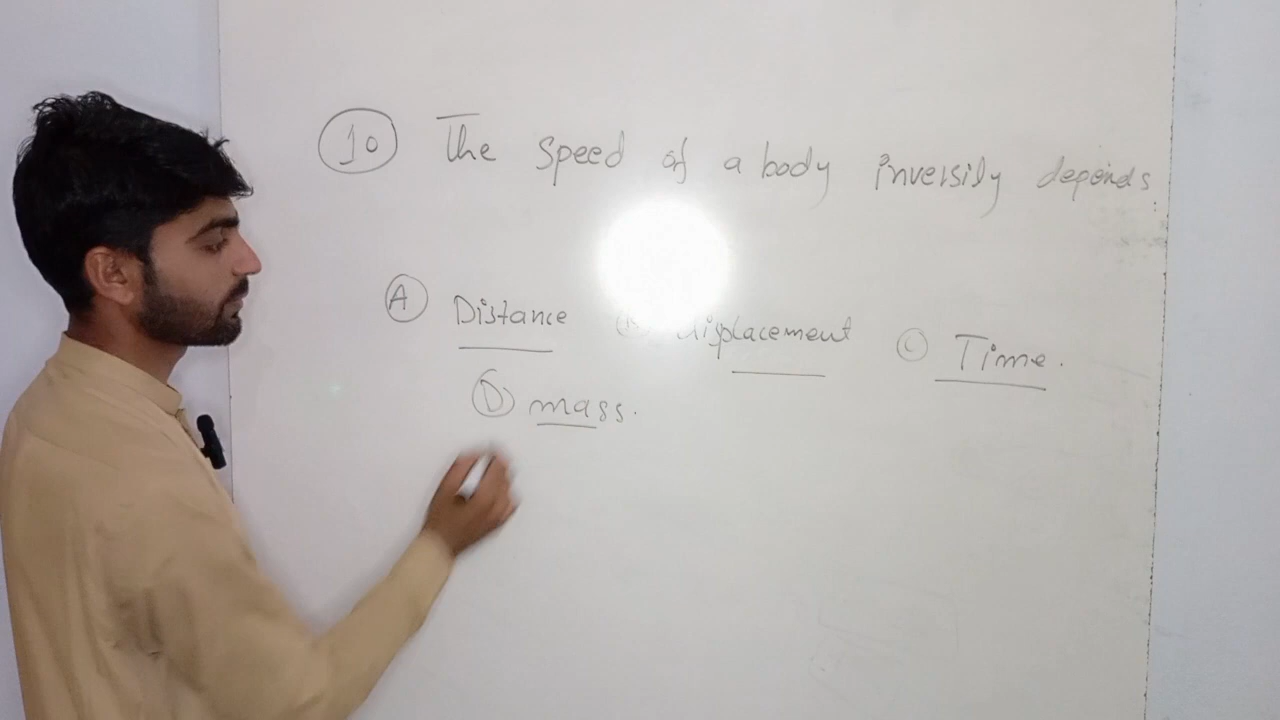 10 The speed of a body inversily depends
A Distance displacement C Time.
D mass.